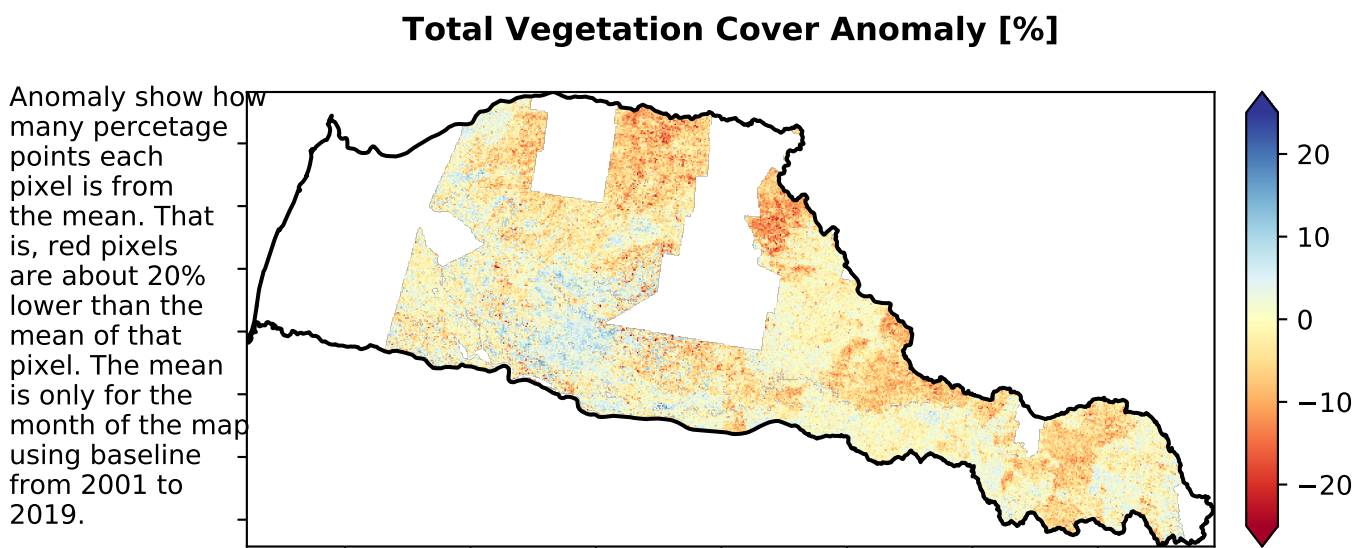 Total Vegetation Cover Anomaly [%]
Anomaly show how
many percetage
points each
pixel is from
the mean. That
is, red pixels
are about 20%
lower than the
mean of that
pixel. The mean
is only for the
month of the map
using baseline
from 2001 to
2019.
20
10
0
−10
−20